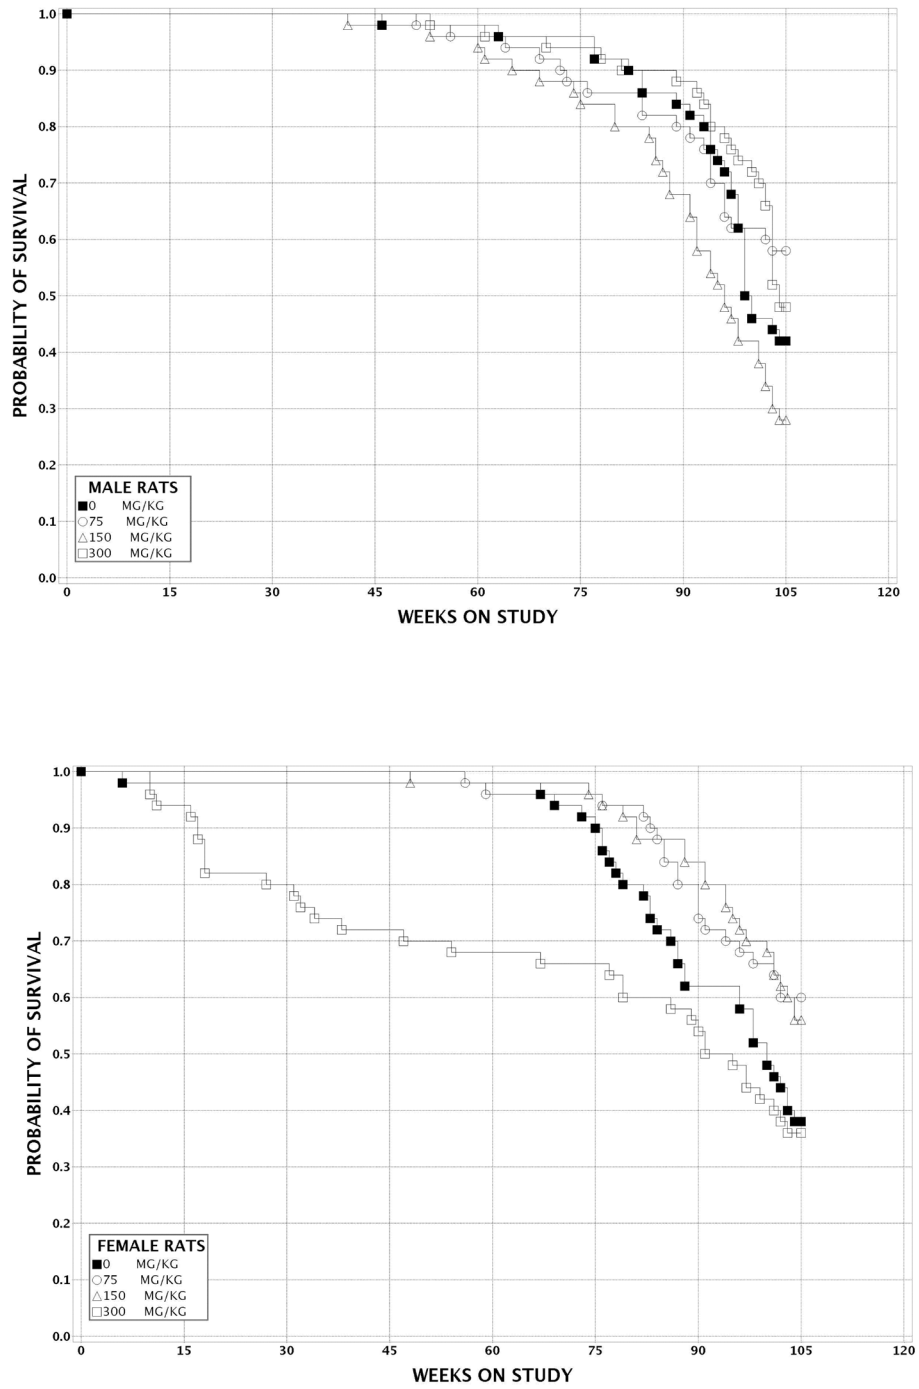 1.0
0.9
0.8
0.7
0.6
0.5
0.4
0.3
0.2
0.1
0.0
PROBABILITY OF SURVIVAL
MALE RATS
0 MG/KG
75 MG/KG
150 MG/KG
300 MG/KG
0 15 30 45 60 75 90 105 120
WEEKS ON STUDY
1.0
0.9
0.8
0.7
0.6
0.5
0.4
0.3
0.2
0.1
0.0
PROBABILITY OF SURVIVAL
FEMALE RATS
0 MG/KG
75 MG/KG
150 MG/KG
300 MG/KG
0 15 30 45 60 75 90 105 120
WEEKS ON STUDY